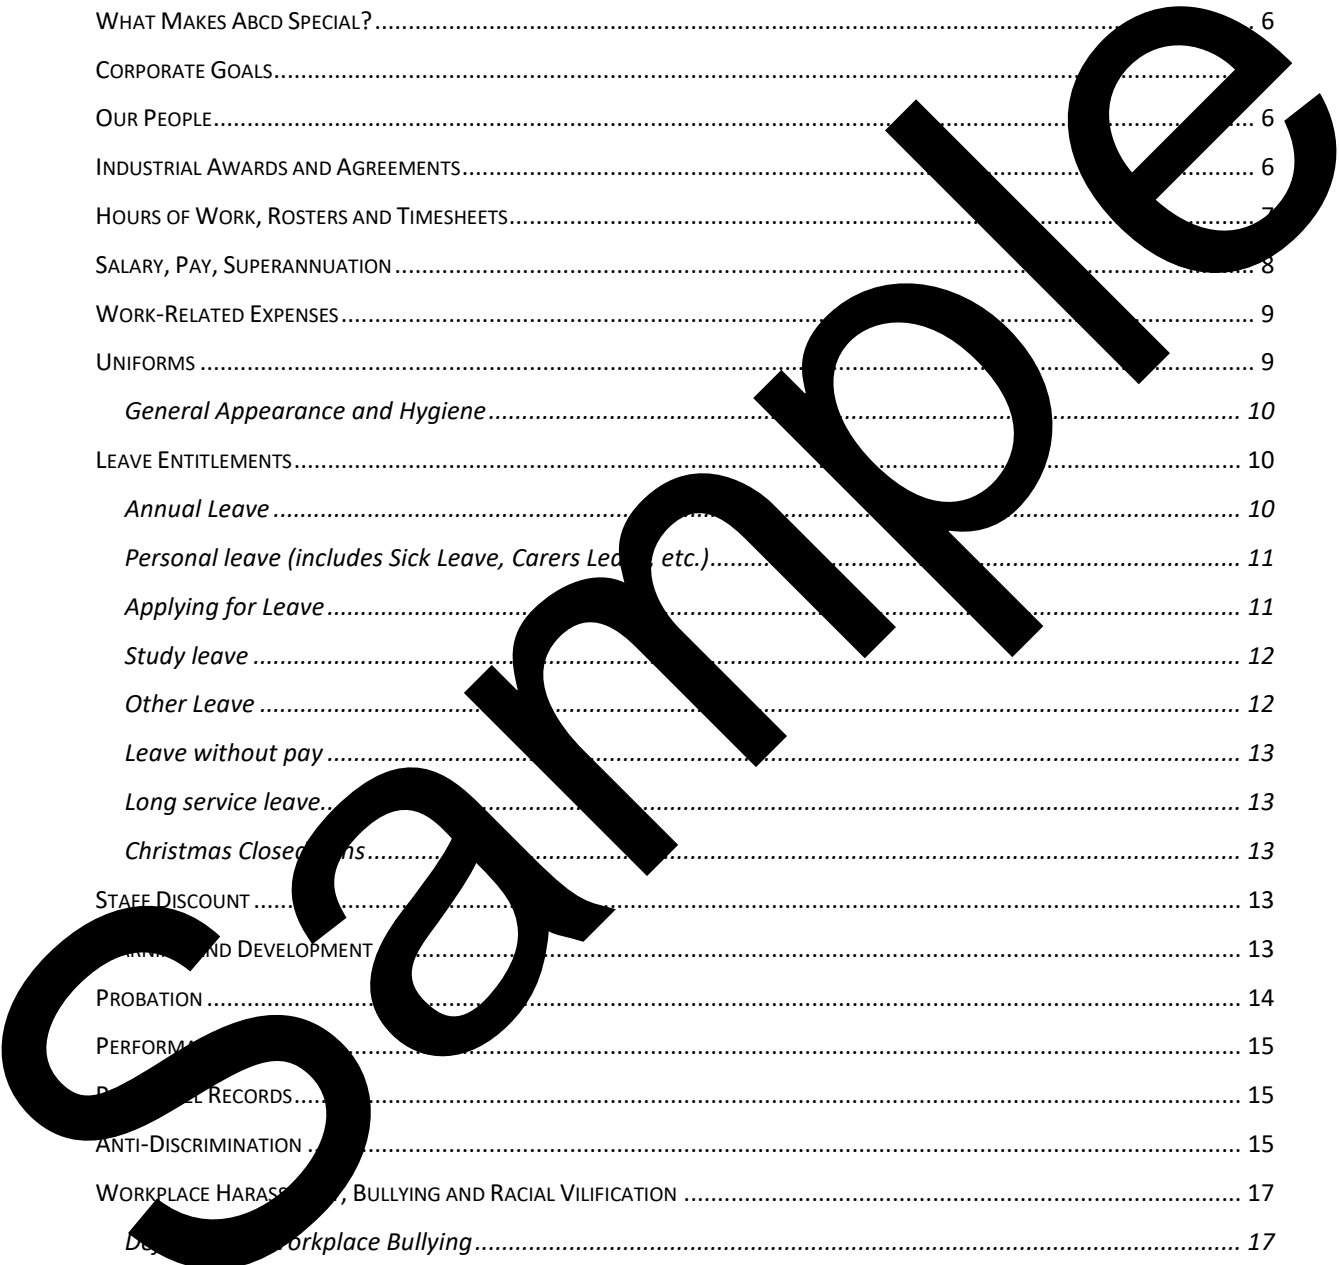 What Makes Abcd Special? ........ 6
Corporate Goals ........
Our People ........ 6
Industrial Awards and Agreements ........ 6
Hours of Work, Rosters and Timesheets ........ 7
Salary, Pay, Superannuation ........ 8
Work-Related Expenses ........ 9
Uniforms ........ 9
General Appearance and Hygiene ........ 10
Leave Entitlements ........ 10
Annual Leave ........ 10
Personal leave (includes Sick Leave, Carers etc.) ........ 11
Applying for Leave ........ 11
Study leave ........ 12
Other Leave ........ 12
Leave without pay ........ 13
Long service leave ........ 13
Christmas ........ 13
Staff Discount ........ 13
and Development ........ 13
Probation ........ 14
........ 15
Records ........ 15
Anti-Discrimination ........ 15
Workplace , Bullying and Racial Vilification ........ 17
Workplace Bullying ........ 17
Sample